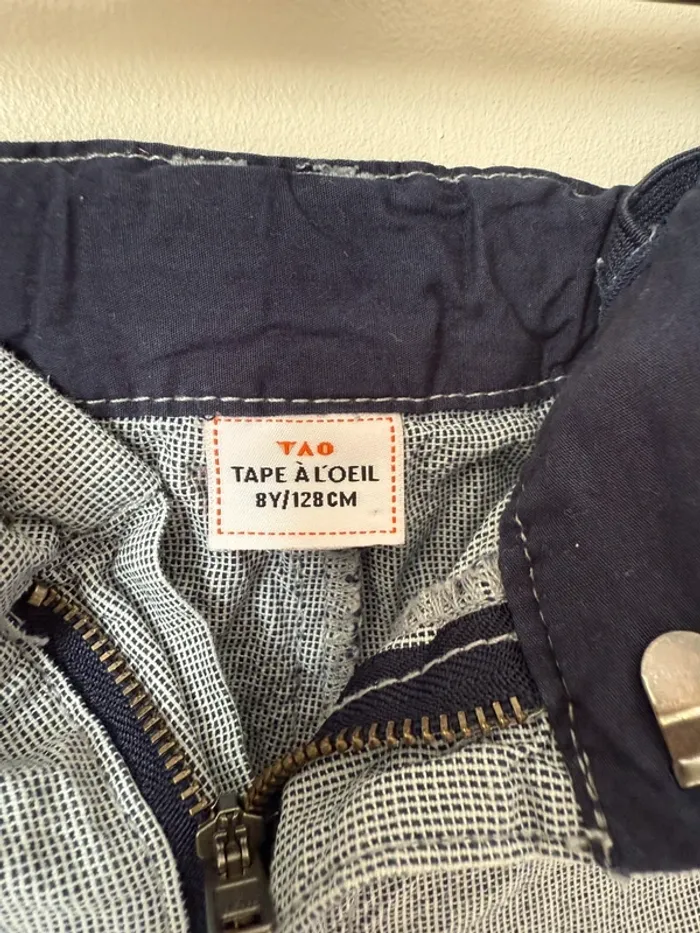 TAO
TAPE À L'OEIL
8Y/128CM